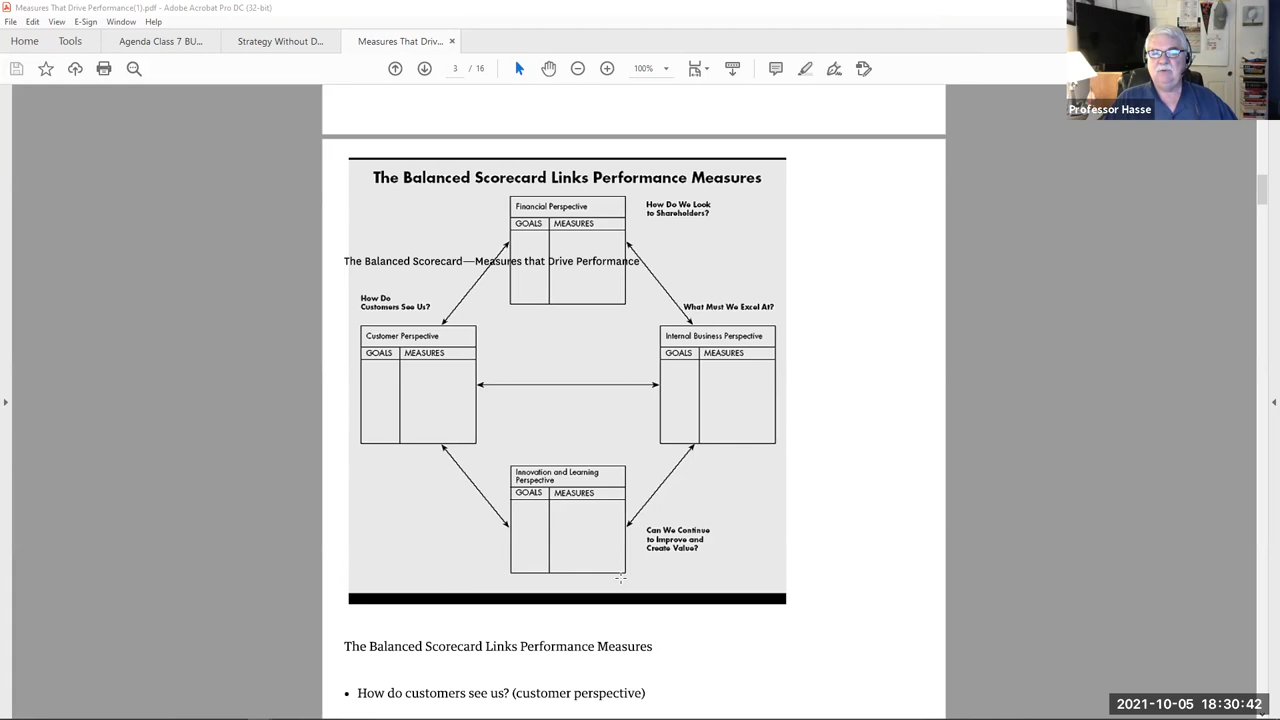 Measures That Drive Performance(1).pdf - Adobe Acrobat Pro DC (32-bit)
File Edit View E-Sign Window Help
Home Tools Agenda Class 7 BU... Strategy Without D... Measures That Driv... ×
3 / 16 100%
Professor Hasse
The Balanced Scorecard Links Performance Measures
Financial Perspective
GOALS MEASURES
How Do We Look
to Shareholders?
The Balanced Scorecard—Measures that Drive Performance
How Do
Customers See Us?
What Must We Excel At?
Customer Perspective
GOALS MEASURES
Internal Business Perspective
GOALS MEASURES
Innovation and Learning
Perspective
GOALS MEASURES
Can We Continue
to Improve and
Create Value?
The Balanced Scorecard Links Performance Measures
• How do customers see us? (customer perspective)
2021-10-05 18:30:42